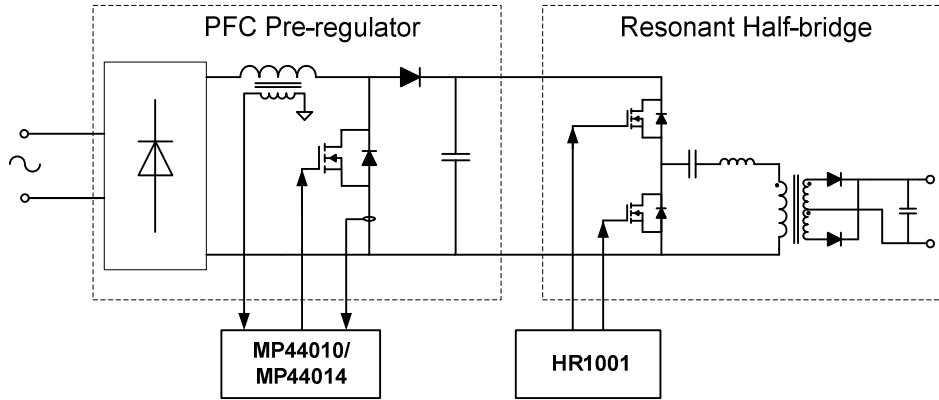 PFC Pre-regulator
Resonant Half-bridge
MP44010/
MP44014
HR1001